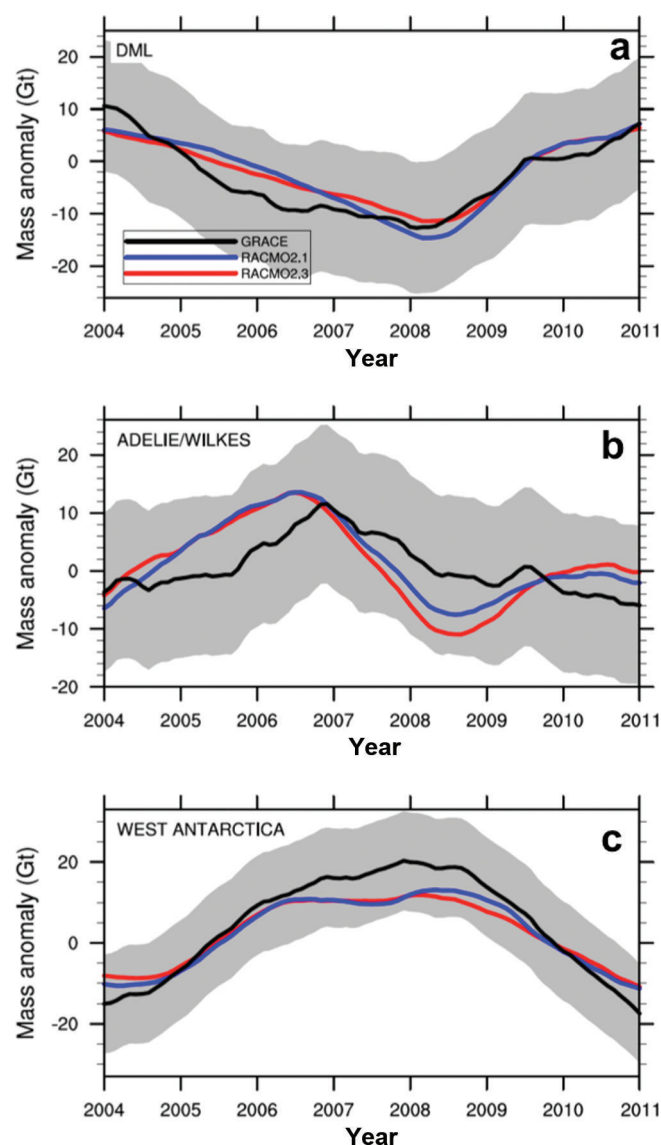 a
DML
Mass anomaly (Gt)
20
10
0
-10
-20
GRACE
RACMO2.1
RACMO2.3
2004 2005 2006 2007 2008 2009 2010 2011
Year
b
ADELIE/WILKES
Mass anomaly (Gt)
20
10
0
-10
-20
2004 2005 2006 2007 2008 2009 2010 2011
Year
c
WEST ANTARCTICA
Mass anomaly (Gt)
20
0
-20
2004 2005 2006 2007 2008 2009 2010 2011
Year